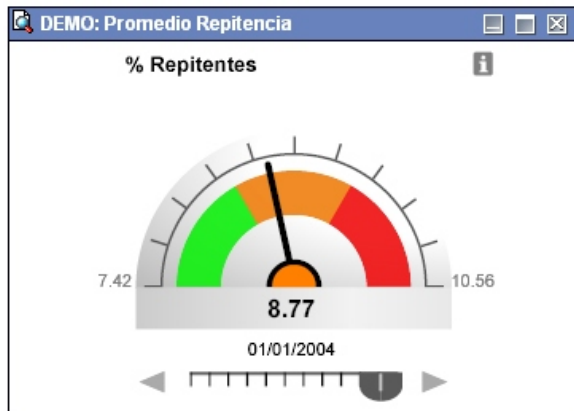 DEMO: Promedio Repitencia
% Repitentes
7.42
10.56
8.77
01/01/2004